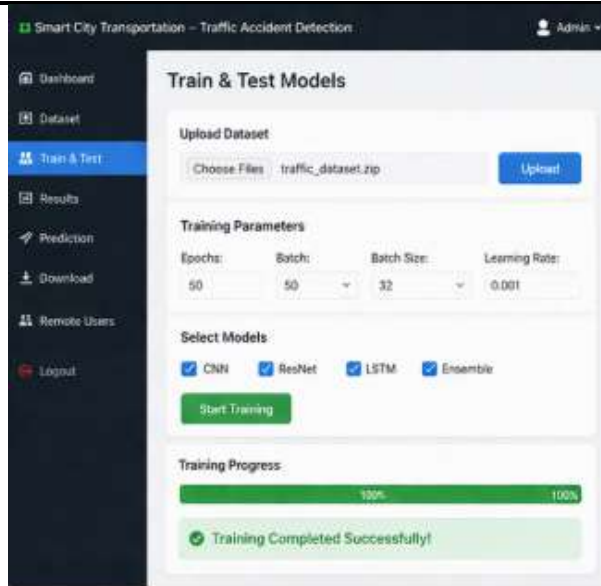 Smart City Transportation – Traffic Accident Detection
Admin
Dashboard
Dataset
Train & Test
Results
Prediction
Download
Remote Users
Logout
Train & Test Models
Upload Dataset
Choose Files traffic_dataset.zip Upload
Training Parameters
Epochs: Batch: Batch Size: Learning Rate:
50 50 32 0.001
Select Models
CNN ResNet LSTM Ensemble
Start Training
Training Progress
100% 100%
Training Completed Successfully!